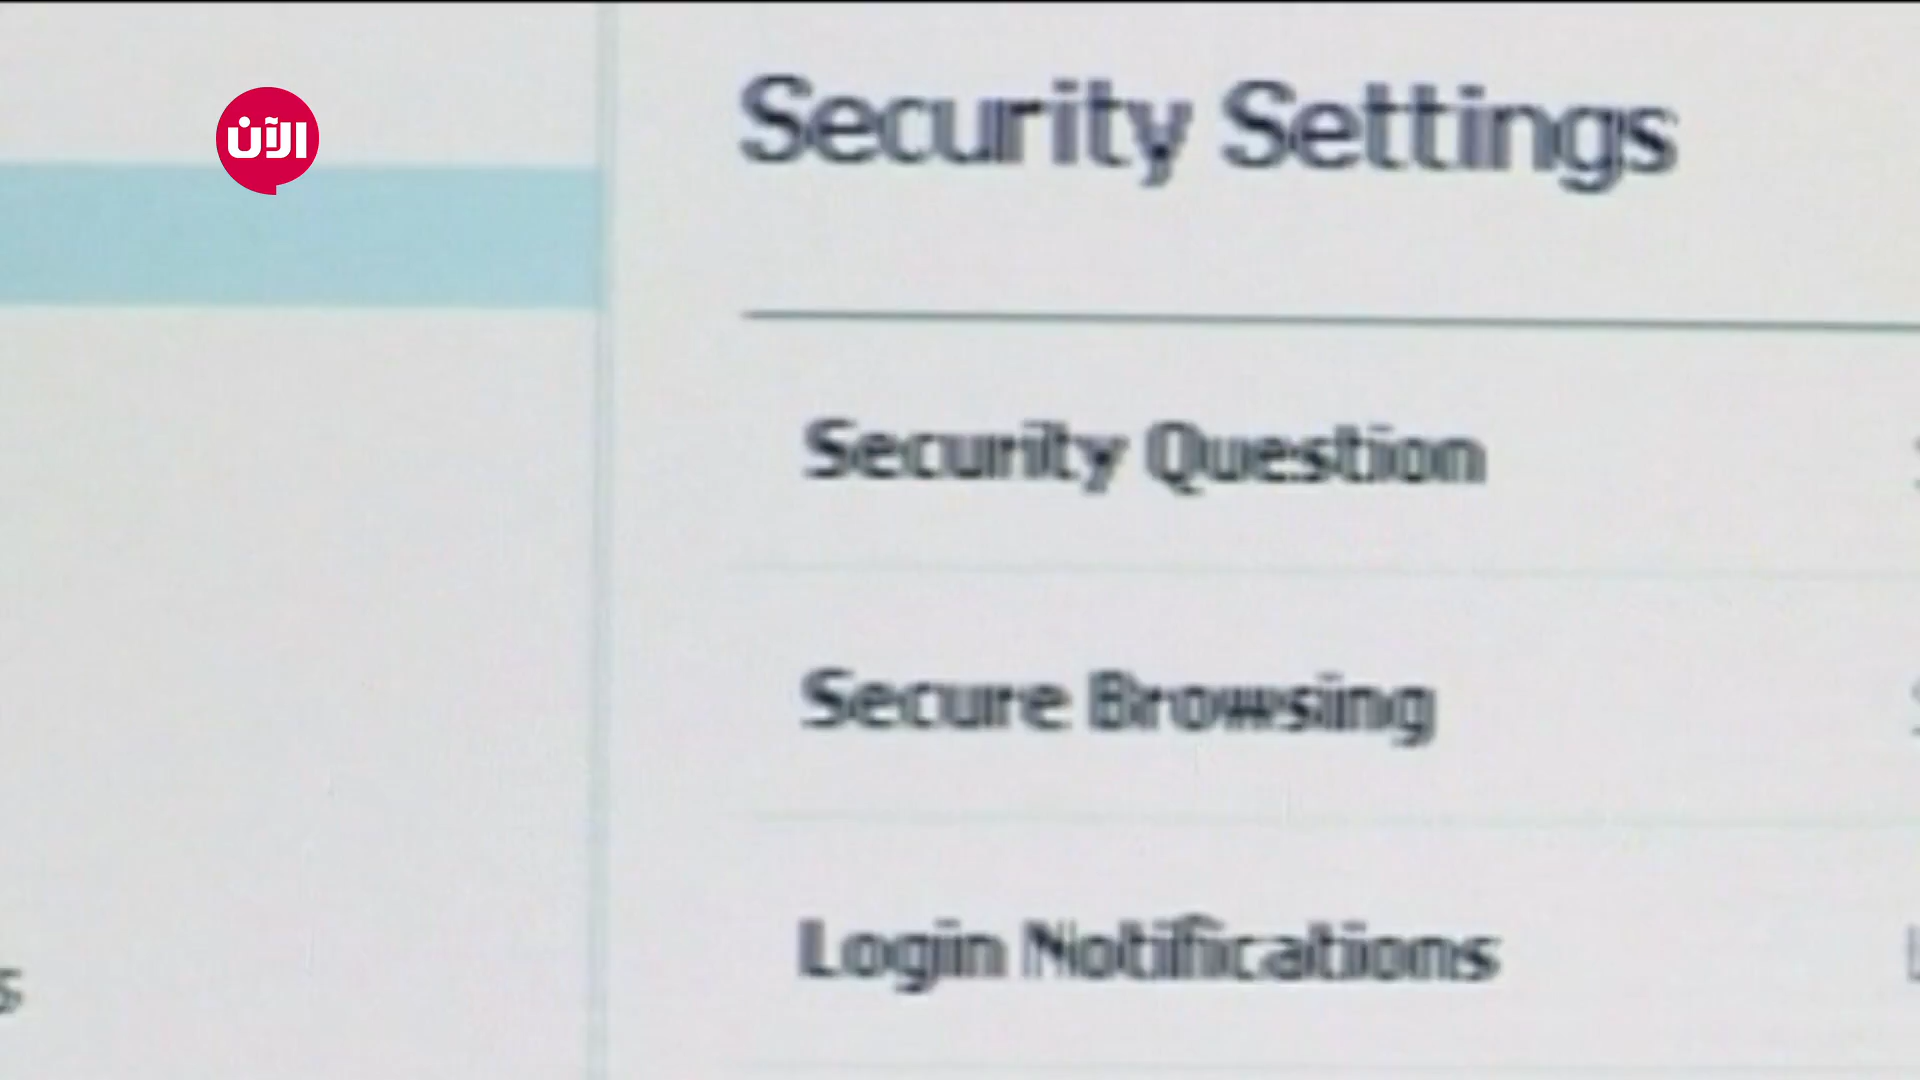 الآن
Security Settings
Security Question
Secure Browsing
Login Notifications